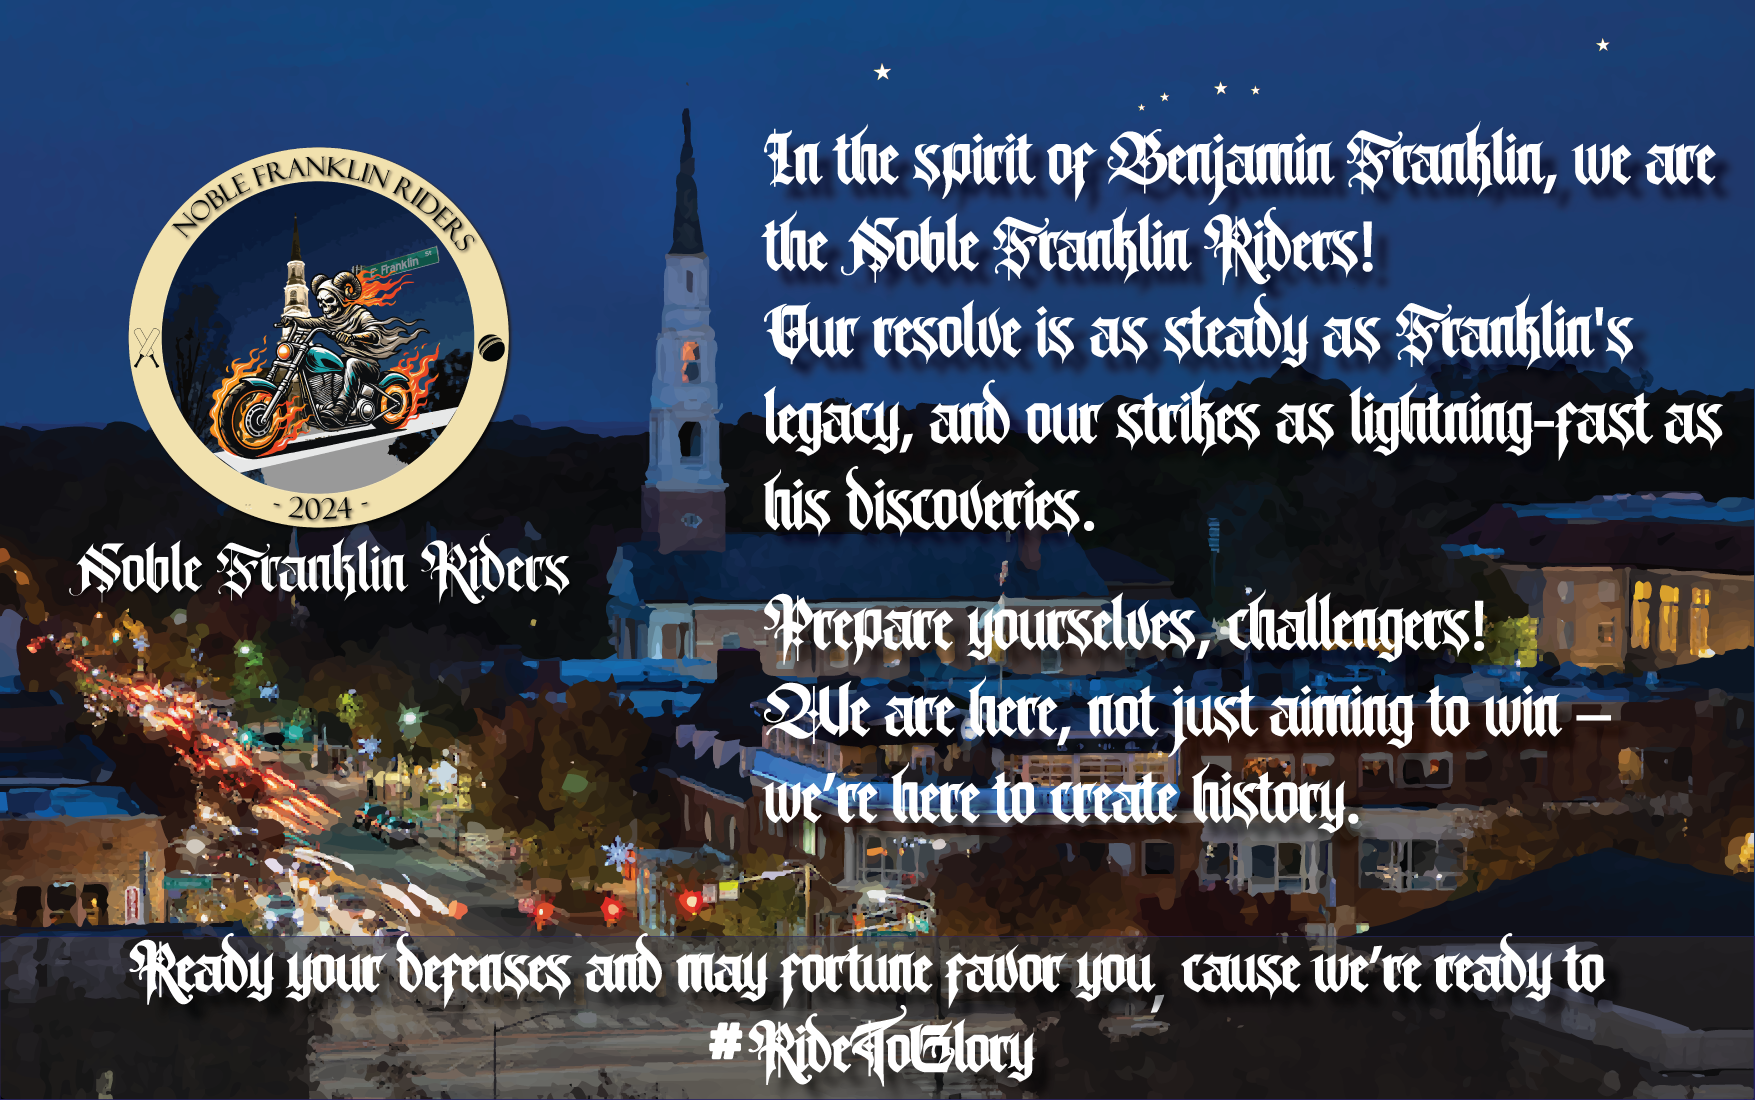 NOBLE FRANKLIN RIDERS
E Franklin St
- 2024 -
Noble Franklin Riders
In the spirit of Benjamin Franklin, we are
the Noble Franklin Riders!
Our resolve is as steady as Franklin's
legacy, and our strikes as lightning-fast as
his discoveries.
Prepare yourselves, challengers!
We are here, not just aiming to win –
we’re here to create history.
Ready your defenses and may fortune favor you, cause we’re ready to
#RideToGlory